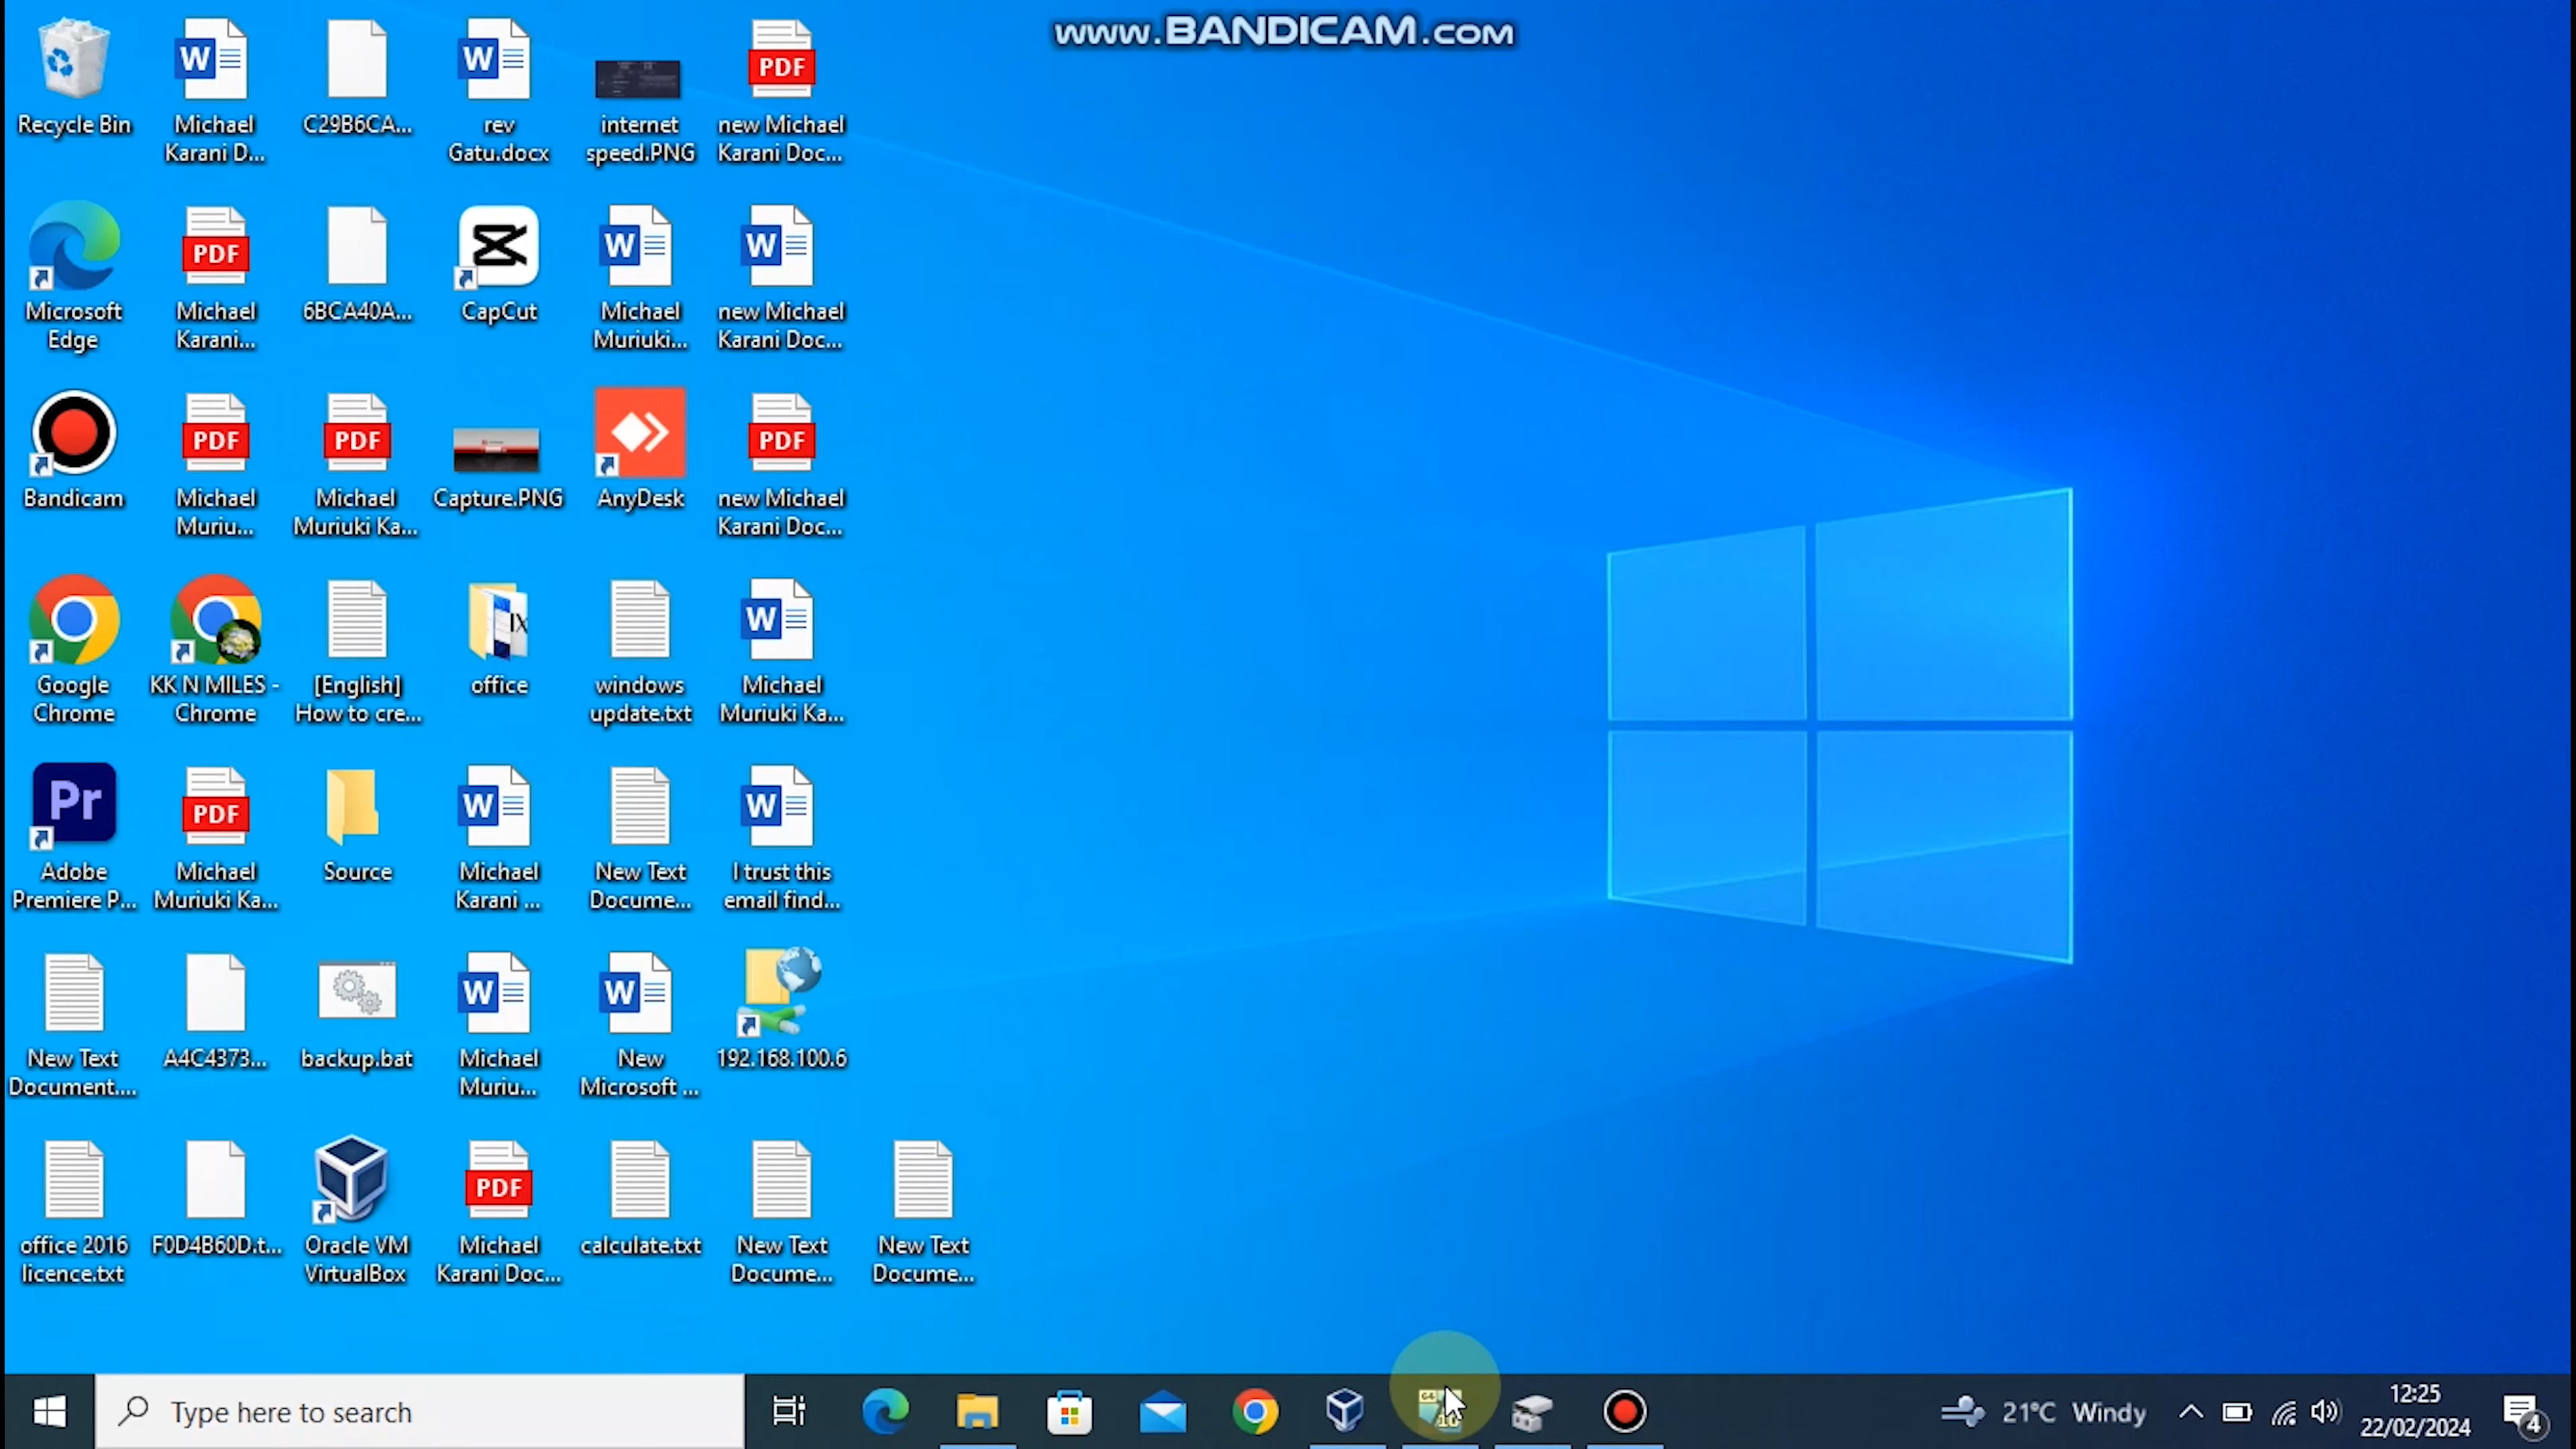 www.BANDICAM.com
Recycle Bin
Michael
Karani D...
C29B6CA...
rev
Gatu.docx
internet
speed.PNG
PDF
new Michael
Karani Doc...
Microsoft
Edge
PDF
Michael
Karani...
6BCA40A...
CapCut
W
Michael
Muriuki...
W
new Michael
Karani Doc...
Bandicam
PDF
Michael
Muriu...
PDF
Michael
Muriuki Ka...
Capture.PNG
AnyDesk
PDF
new Michael
Karani Doc...
Google
Chrome
KK N MILES -
Chrome
[English]
How to cre...
office
windows
update.txt
W
Michael
Muriuki Ka...
Pr
Adobe
Premiere P...
PDF
Michael
Muriuki Ka...
Source
W
Michael
Karani ...
New Text
Docume...
W
I trust this
email find...
New Text
Document....
A4C4373...
backup.bat
W
Michael
Muriu...
W
New
Microsoft ...
192.168.100.6
office 2016
licence.txt
F0D4B60D.t...
Oracle VM
VirtualBox
PDF
Michael
Karani Doc...
calculate.txt
New Text
Docume...
New Text
Docume...
Type here to search
21°C Windy
12:25
22/02/2024
4